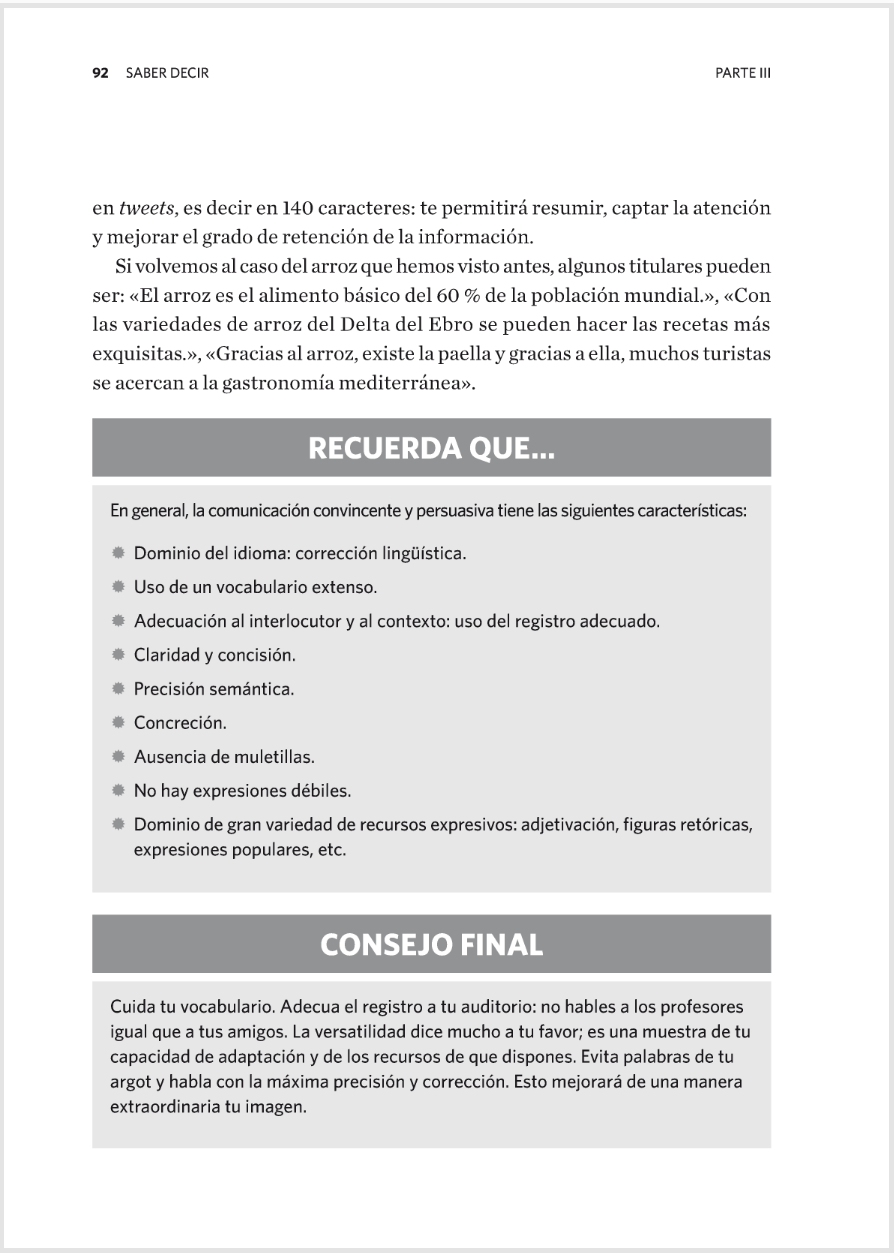 92 SABER DECIR PARTE III
en tweets, es decir en 140 caracteres: te permitirá resumir, captar la atención
y mejorar el grado de retención de la información.
Si volvemos al caso del arroz que hemos visto antes, algunos titulares pueden
ser: «El arroz es el alimento básico del 60 % de la población mundial.», «Con
las variedades de arroz del Delta del Ebro se pueden hacer las recetas más
exquisitas.», «Gracias al arroz, existe la paella y gracias a ella, muchos turistas
se acercan a la gastronomía mediterránea».
RECUERDA QUE...
En general, la comunicación convincente y persuasiva tiene las siguientes características:
Dominio del idioma: corrección lingüística.
Uso de un vocabulario extenso.
Adecuación al interlocutor y al contexto: uso del registro adecuado.
Claridad y concisión.
Precisión semántica.
Concreción.
Ausencia de muletillas.
No hay expresiones débiles.
Dominio de gran variedad de recursos expresivos: adjetivación, figuras retóricas,
expresiones populares, etc.
CONSEJO FINAL
Cuida tu vocabulario. Adecua el registro a tu auditorio: no hables a los profesores
igual que a tus amigos. La versatilidad dice mucho a tu favor; es una muestra de tu
capacidad de adaptación y de los recursos de que dispones. Evita palabras de tu
argot y habla con la máxima precisión y corrección. Esto mejorará de una manera
extraordinaria tu imagen.